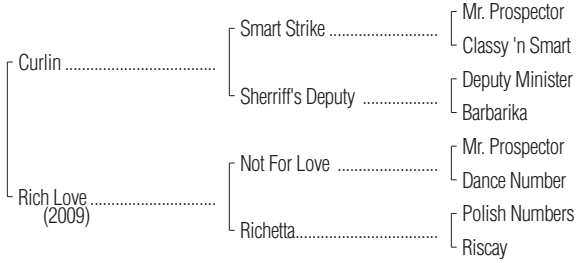 Mr. Prospector
Smart Strike ......................
Classy 'n Smart
Curlin ..............................
Deputy Minister
Sherriff's Deputy ...............
Barbarika
Mr. Prospector
Not For Love ....................
Dance Number
Rich Love .........................
(2009)
Polish Numbers
Richetta.............................
Riscay